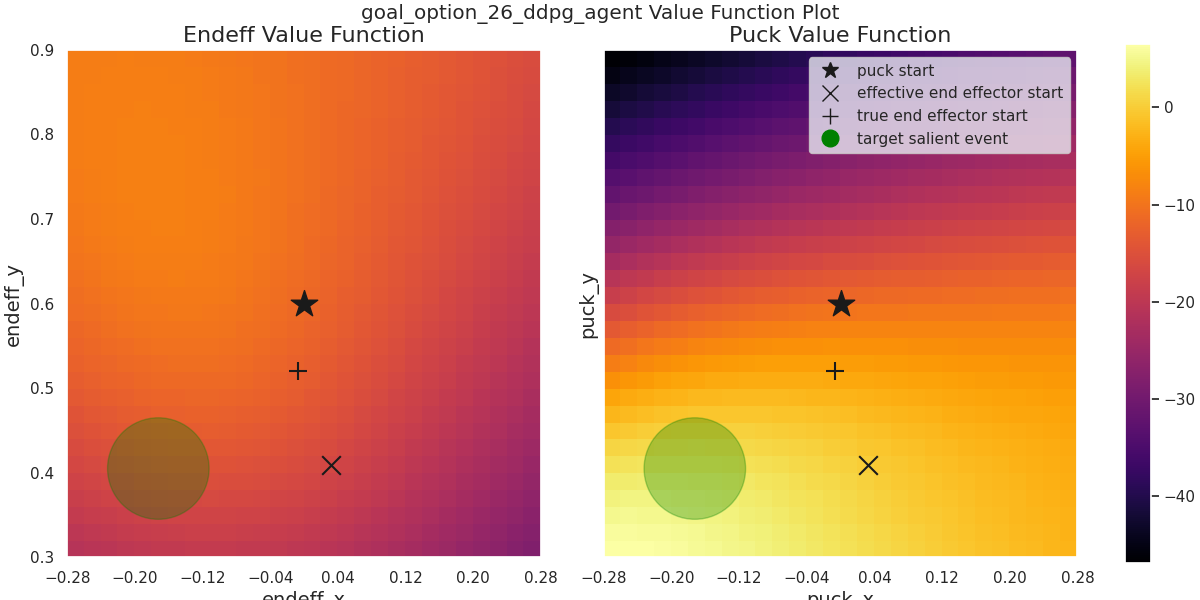 goal_option_26_ddpg_agent Value Function Plot
Endeff Value Function
Puck Value Function
0.9
0.8
0.7
0.6
0.5
0.4
0.3
endeff_y
−0.28 −0.20 −0.12 −0.04 0.04 0.12 0.20 0.28
endeff_x
puck start
effective end effector start
true end effector start
target salient event
puck_y
−0.28 −0.20 −0.12 −0.04 0.04 0.12 0.20 0.28
puck_x
0
−10
−20
−30
−40